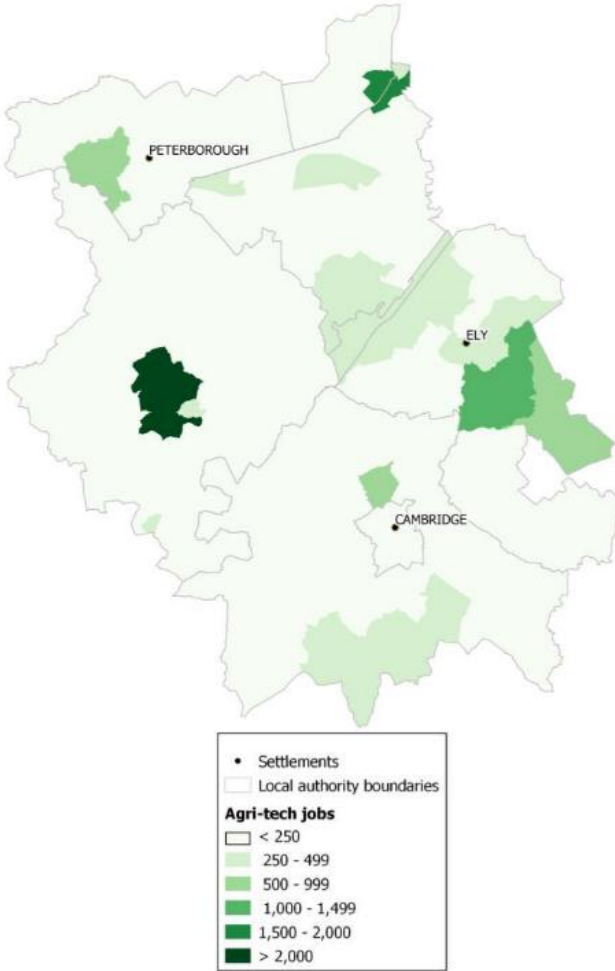 PETERBOROUGH
ELY
CAMBRIDGE
Settlements
Local authority boundaries
Agri-tech jobs
< 250
250 - 499
500 - 999
1,000 - 1,499
1,500 - 2,000
> 2,000